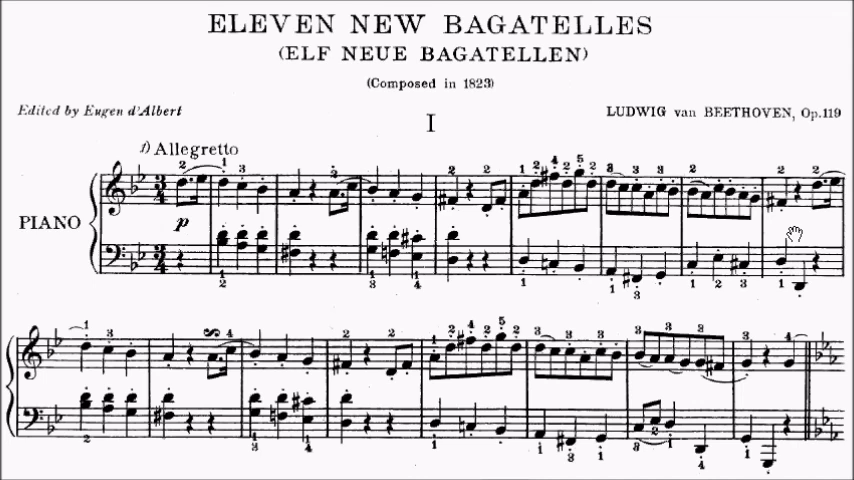 ELEVEN NEW BAGATELLES
(ELF NEUE BAGATELLEN)
(Composed in 1823)
Edited by Eugen d'Albert
LUDWIG van BEETHOVEN, Op.119
I
1) Allegretto
PIANO
p